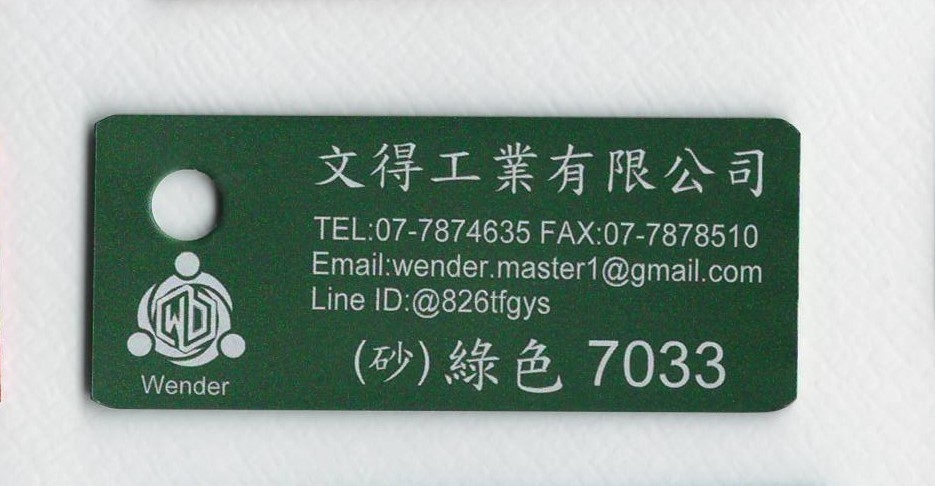 文得工業有限公司
TEL:07-7874635 FAX:07-7878510
Email:wender.master1@gmail.com
Line ID:@826tfgys
(砂)綠色 7033
WD
Wender